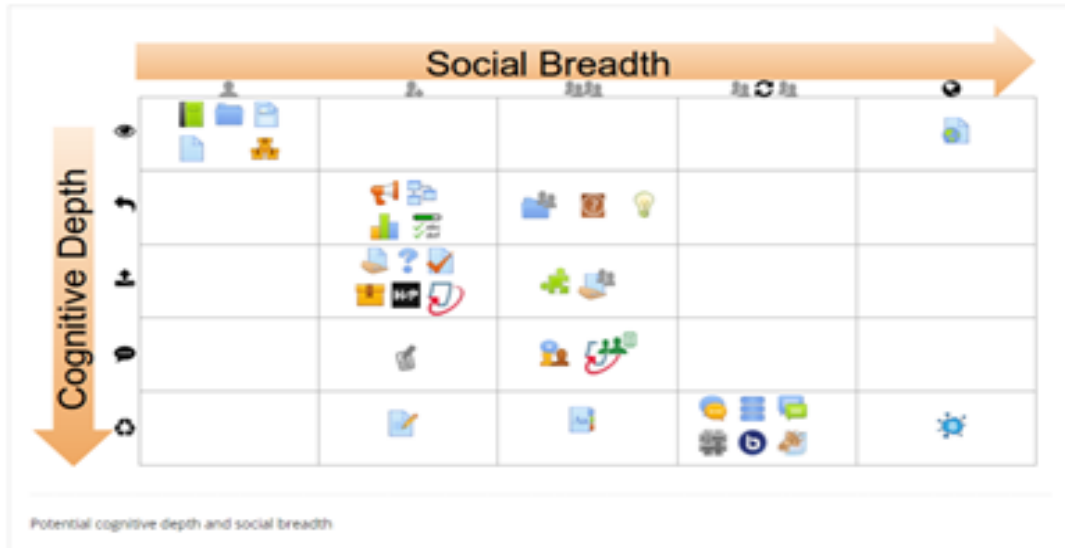 Social Breadth
Cognitive Depth
H-P
b
Potential cognitive depth and social breadth